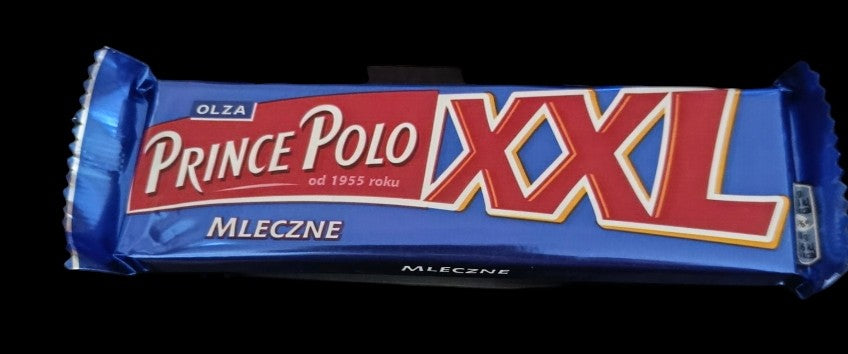 OLZA
PRINCE POLO
od 1955 roku
XXL
MLECZNE
MLECZNE